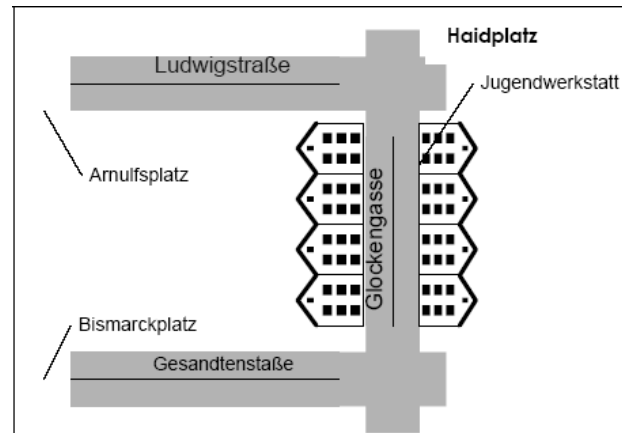 Haidplatz
Ludwigstraße
Jugendwerkstatt
Arnulfsplatz
Glockengasse
Bismarckplatz
Gesandtenstaße